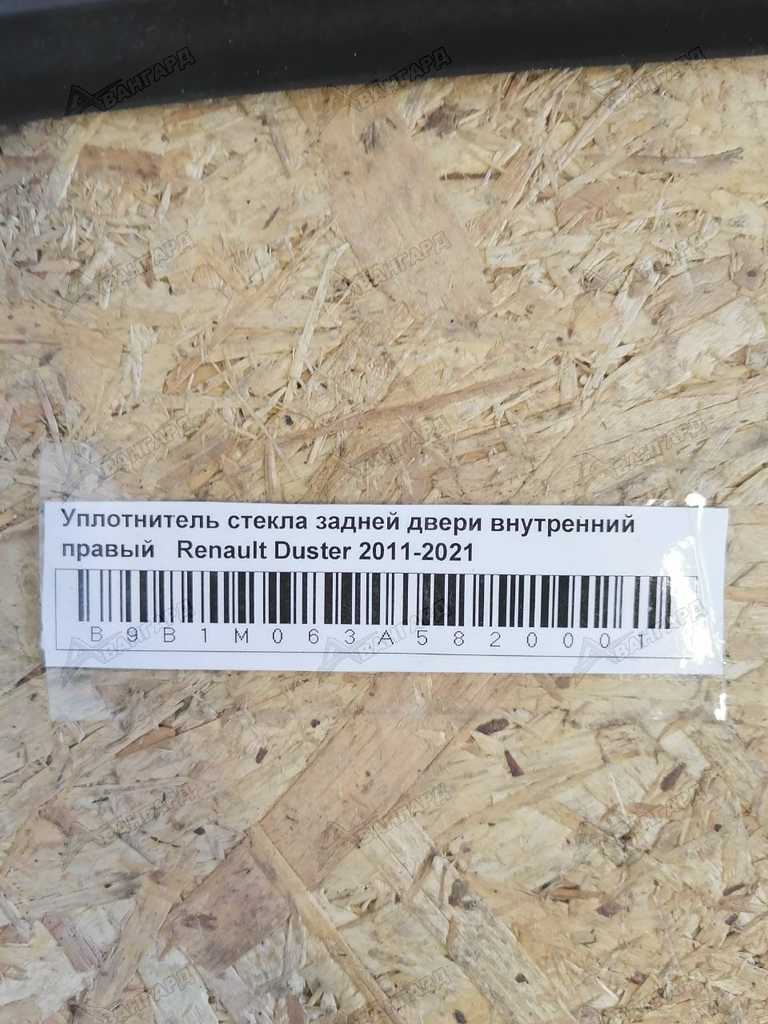 Уплотнитель стекла задней двери внутренний
правый Renault Duster 2011-2021
B9B1M063A5820001
АВАНГАРД